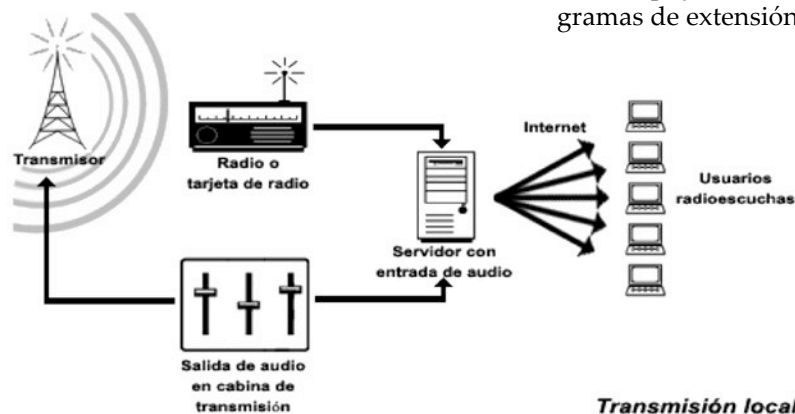 gramas de extensión
Transmisor
Radio o
tarjeta de radio
Internet
Usuarios
radioescuchas
Servidor con
entrada de audio
Salida de audio
en cabina de
transmisión
Transmisión local